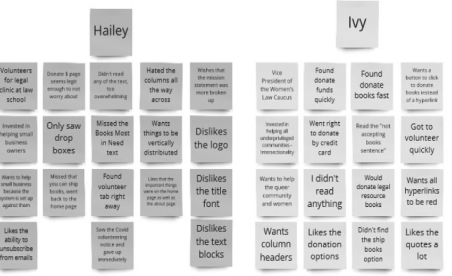 Hailey
Volunteers
for legal
clinic at law
school
Donate $ page
seems legit
enough to not
worry about
Didn't read
any of the text,
too
overwhelming
Hated the
columns all
the way
across
Wishes that
the mission
statement was
more broken
up
Invested in
helping small
business
owners
Only saw
drop
boxes
Missed the
Books Most
in Need
text
Wants
things to be
vertically
distributed
Dislikes
the logo
Wants to help
small business
because the
system is set up
against them
Missed that
you can ship
books, went
back to the
home page
Found
volunteer
tab right
away
Likes that the
important things
were on the home
page as well as
the about page
Dislikes
the title
font
Likes the
ability to
unsubscribe
from emails
Saw the Covid
volunteering
notice and
gave up
immediately
Dislikes
the text
blocks
Ivy
Vice
President of
the Women's
Law Caucus
Found
donate
funds
quickly
Found
donate
books fast
Wants a
button to click
to donate
books instead
of a hyperlink
Invested in
helping all
underprivileged
communities -
intersectionality
Went right
to donate
by credit
card
Read the "not
accepting
books
sentence"
Got to
volunteer
quickly
Wants to help
the queer
community
and women
I didn't
read
anything
Would
donate legal
resource
books
Wants all
hyperlinks
to be red
Wants
column
headers
Likes the
donation
options
Didn't find
the ship
books
option
Likes the
quotes a
lot